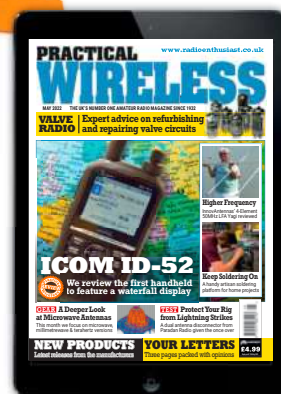 PRACTICAL
www.radioenthusiast.co.uk
WIRELESS
MAY 2022 THE UK'S NUMBER ONE AMATEUR RADIO MAGAZINE SINCE 1932
VALVE
RADIO
Expert advice on refurbishing
and repairing valve circuits
Higher Frequency
InnovAntennas' 4-Element
50MHz LFA Yagi reviewed
ICOM ID-52
We review the first handheld
to feature a waterfall display
Keep Soldering On
A handy artisan soldering
platform for home projects
GEAR A Deeper Look
at Microwave Antennas
This month we focus on microwave,
millimetrewave & terahertz versions
TEST Protect Your Rig
from Lightning Strikes
A dual antenna disconnector from
Paradan Radio given the once over
NEW PRODUCTS
Latest releases from the manufacturers
YOUR LETTERS
Three pages packed with opinions
£4.99